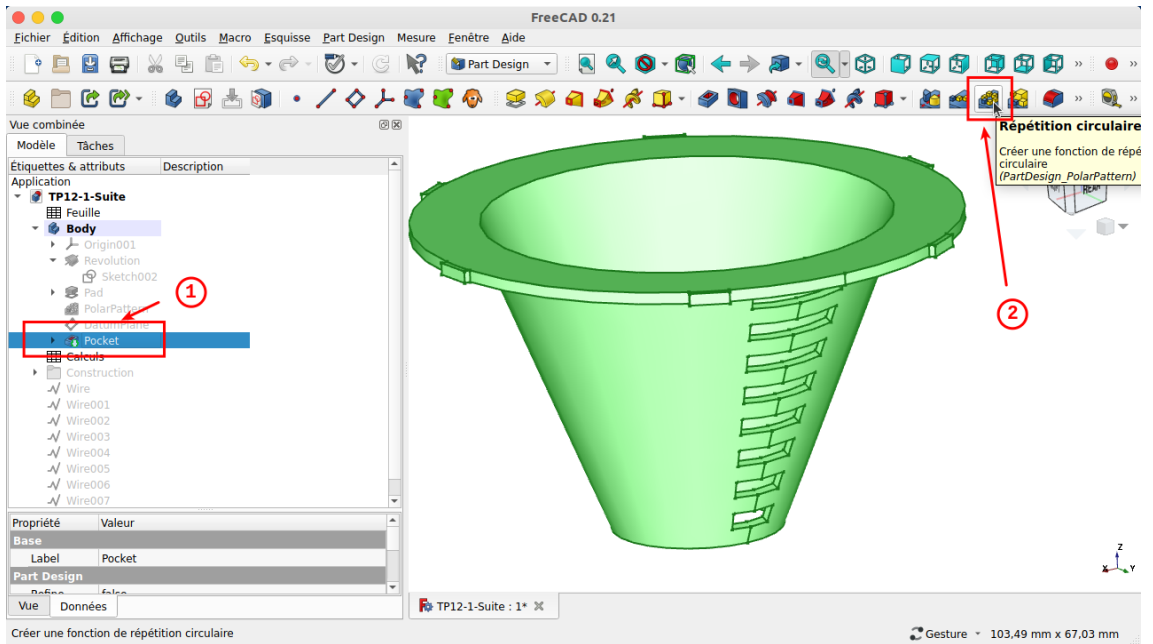 FreeCAD 0.21
Fichier Édition Affichage Outils Macro Esquisse Part Design Mesure Fenêtre Aide
Part Design
Vue combinée
Modèle Tâches
Étiquettes & attributs Description
Application
TP12-1-Suite
Feuille
Body
Origin001
Revolution
Sketch002
Pad
PolarPattern
DatumPlane
Pocket
Calculs
Construction
Wire
Wire001
Wire002
Wire003
Wire004
Wire005
Wire006
Wire007
1
Répétition circulaire
Créer une fonction de répé
circulaire
(PartDesign_PolarPattern)
REAR
2
Propriété Valeur
Base
Label Pocket
Part Design
Refine false
Vue Données
Z
X Y
TP12-1-Suite : 1*
Créer une fonction de répétition circulaire
Gesture 103,49 mm x 67,03 mm